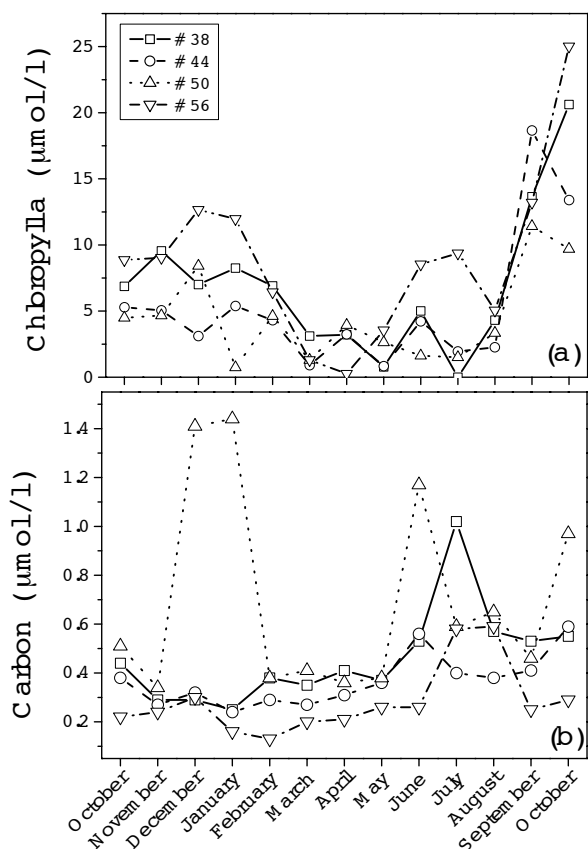 Chloropylla (µmol/l)
25
20
15
10
5
0
# 38
# 44
# 50
# 56
(a)
Carbon (µmol/l)
1.4
1.2
1.0
0.8
0.6
0.4
0.2
(b)
October
November
December
January
February
March
April
May
June
July
August
September
October